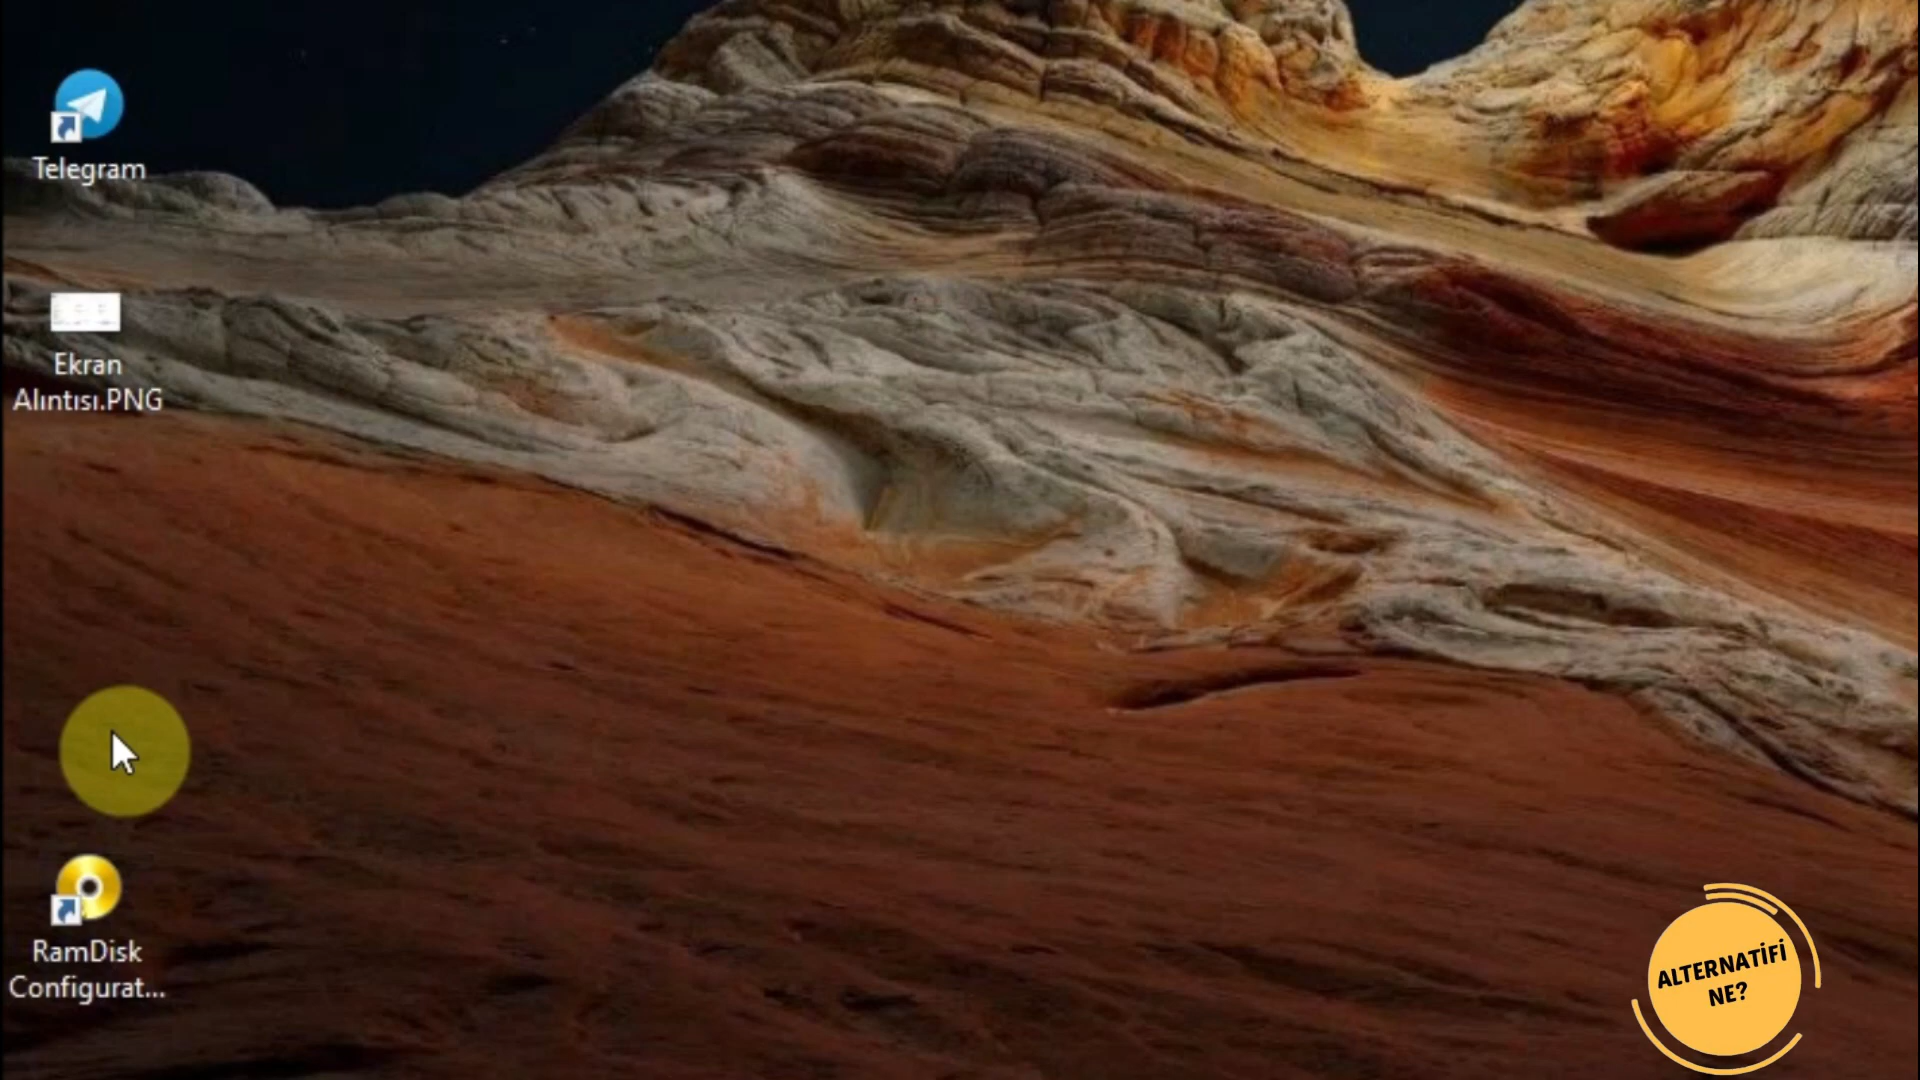 Telegram
Ekran
Alıntısı.PNG
RamDisk
Configurat...
ALTERNATİFİ
NE?